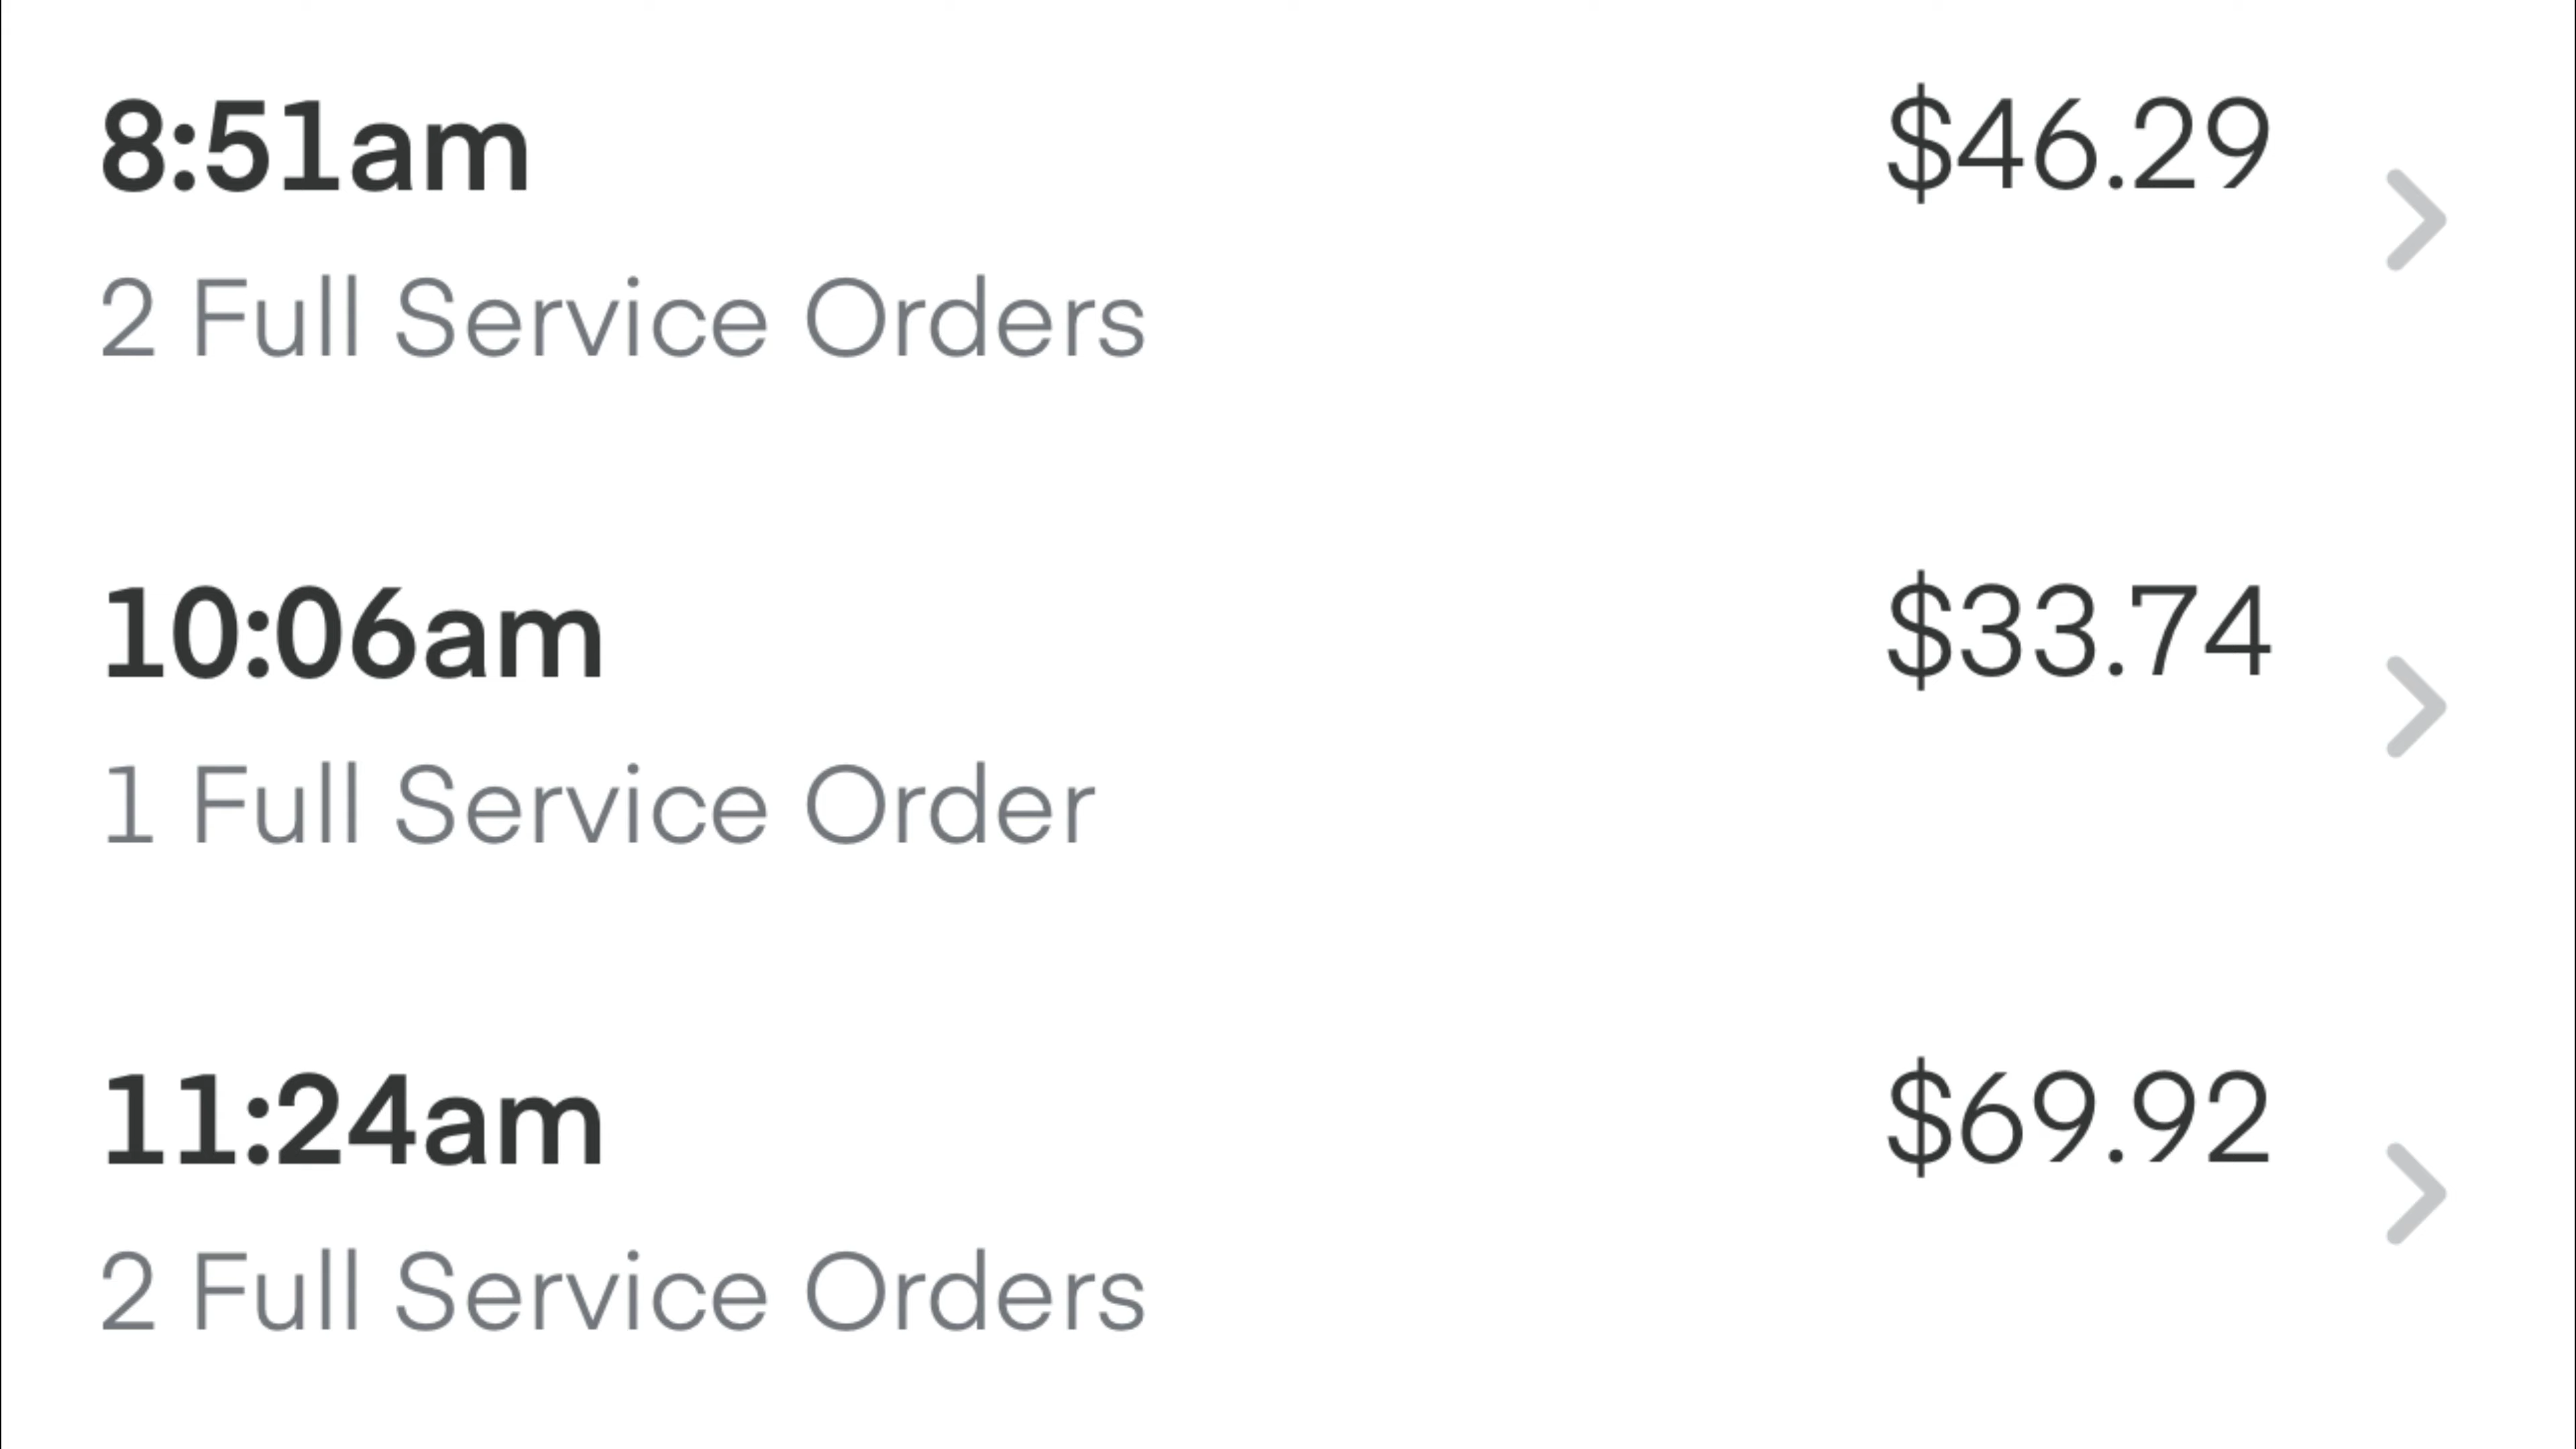 8:51am $46.29
2 Full Service Orders
10:06am $33.74
1 Full Service Order
11:24am $69.92
2 Full Service Orders